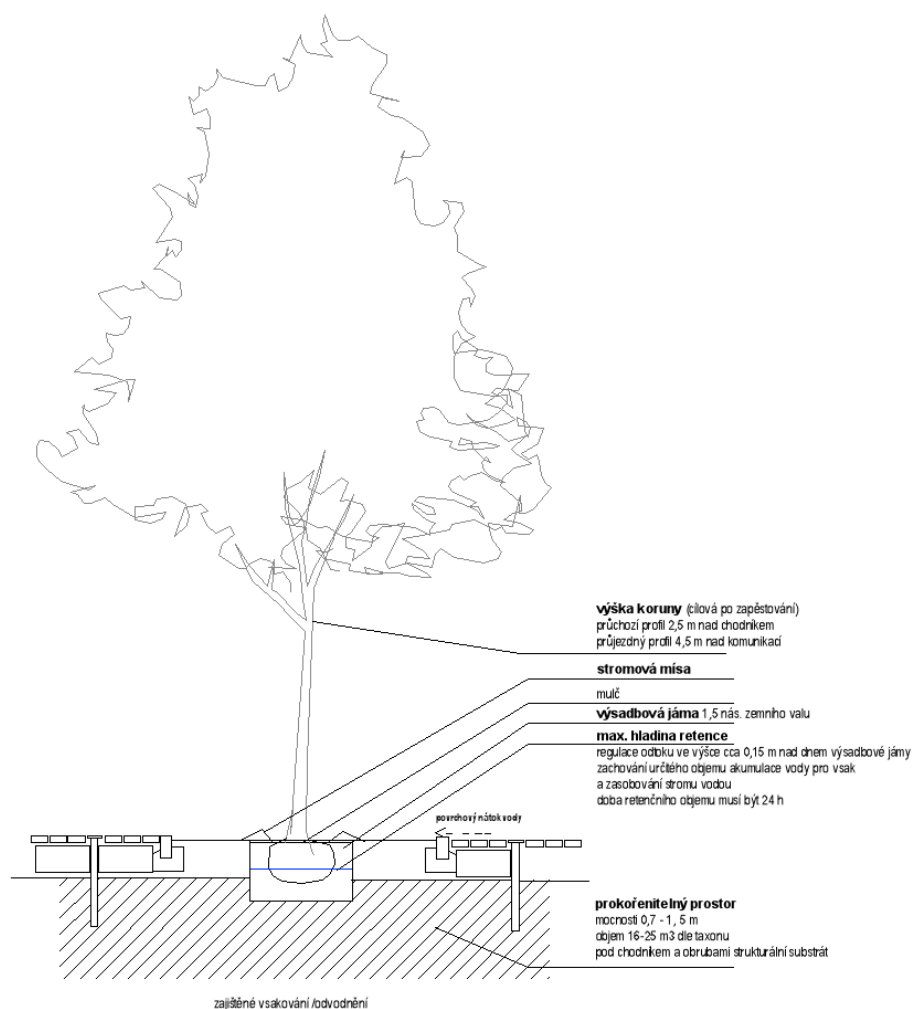 výška koruny (cílová po zapěstování)
průchozí profil 2,5 m nad chodníkem
průjezdný profil 4,5 m nad komunikací
stromová mísa
mulč
výsadbová jáma 1,5 nás. zemního valu
max. hladina retence
regulace odtoku ve výšce cca 0,15 m nad dnem výsadbové jámy
zachování určitého objemu akumulace vody pro vsak
a zasobování stromu vodou
doba retenčního objemu musí být 24 h
povrchový nátok vody
prokořenitelný prostor
mocnosti 0,7 - 1, 5 m
objem 16-25 m3 dle taxonu
pod chodníkem a obrubami strukturální substrát
zajištěné vsakování /odvodnění